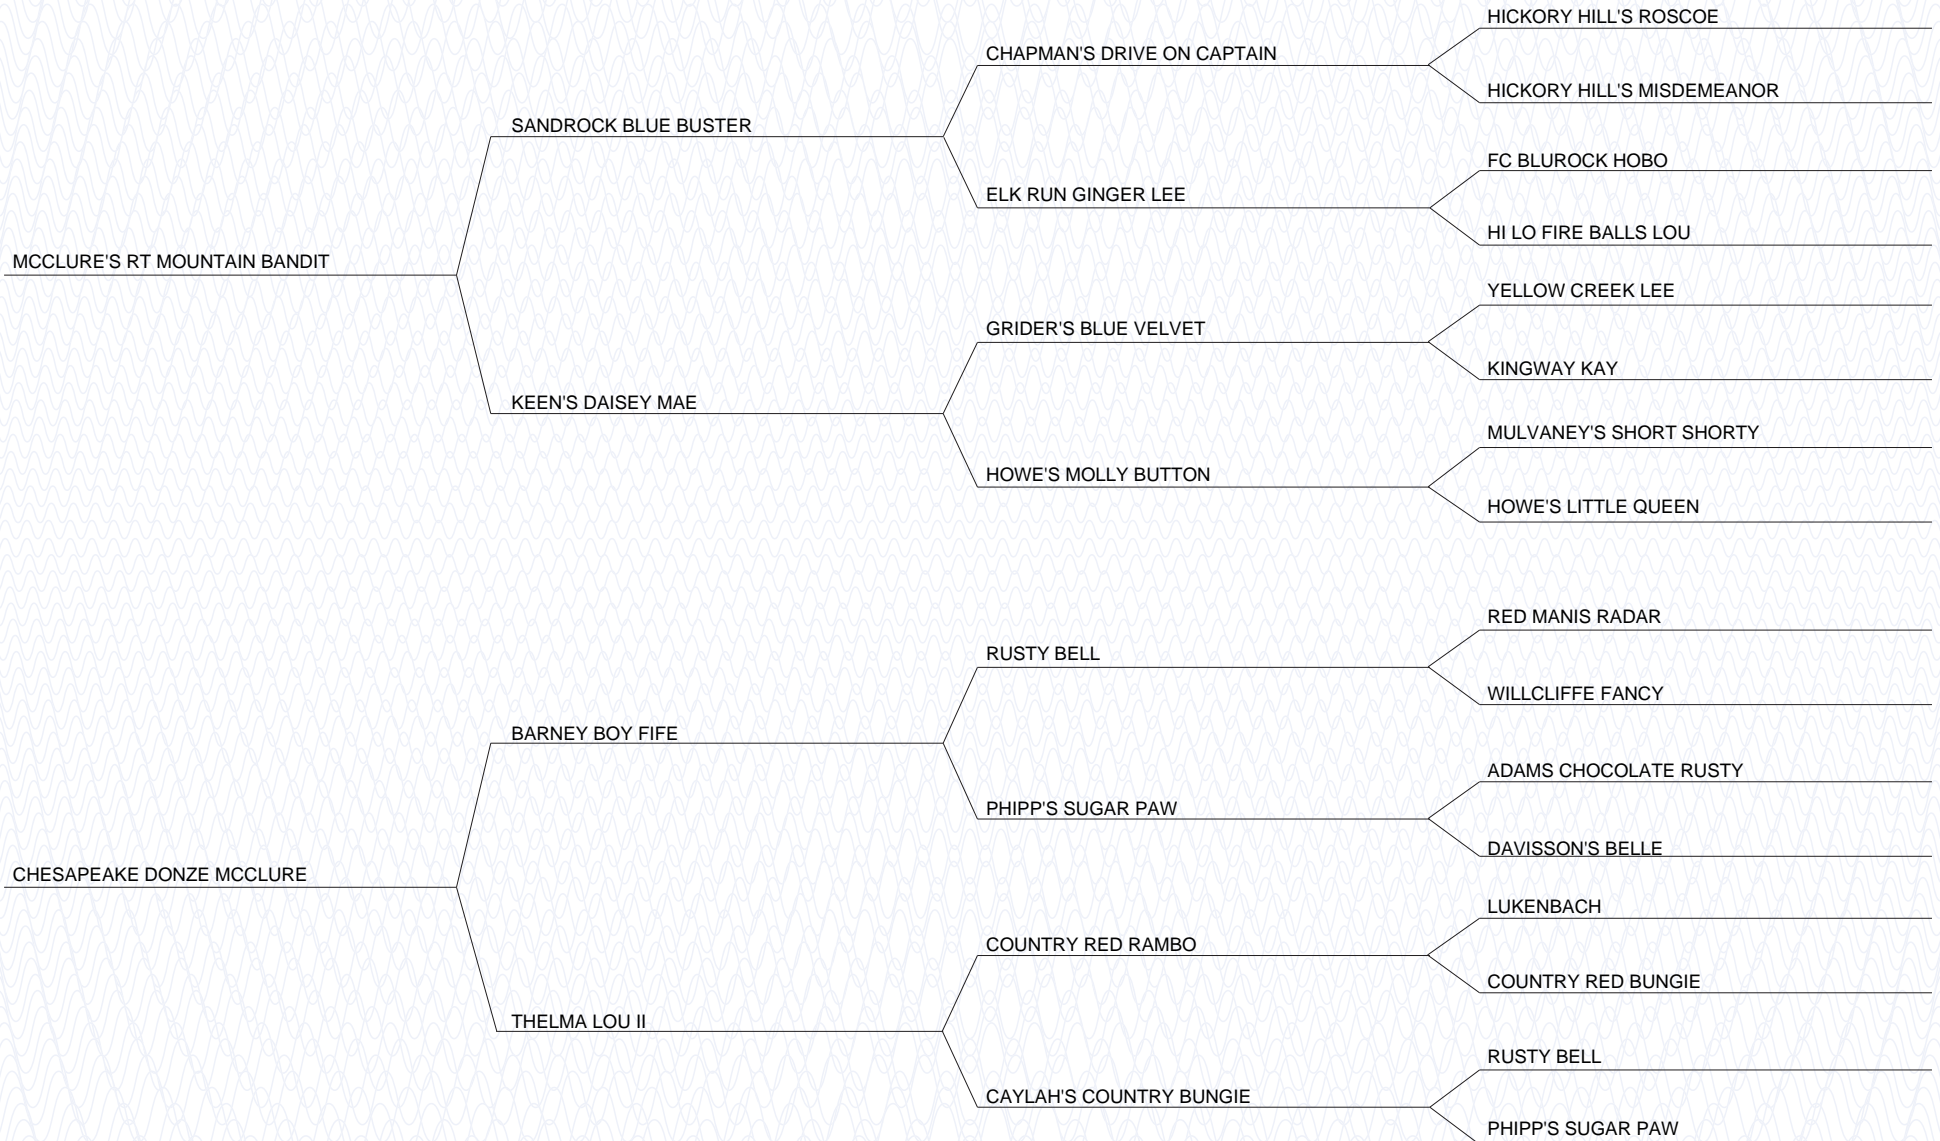 HICKORY HILL'S ROSCOE
CHAPMAN'S DRIVE ON CAPTAIN
HICKORY HILL'S MISDEMEANOR
SANDROCK BLUE BUSTER
FC BLUROCK HOBO
ELK RUN GINGER LEE
HI LO FIRE BALLS LOU
MCCLURE'S RT MOUNTAIN BANDIT
YELLOW CREEK LEE
GRIDER'S BLUE VELVET
KINGWAY KAY
KEEN'S DAISEY MAE
MULVANEY'S SHORT SHORTY
HOWE'S MOLLY BUTTON
HOWE'S LITTLE QUEEN
RED MANIS RADAR
RUSTY BELL
WILLCLIFFE FANCY
BARNEY BOY FIFE
ADAMS CHOCOLATE RUSTY
PHIPP'S SUGAR PAW
DAVISSON'S BELLE
CHESAPEAKE DONZE MCCLURE
LUKENBACH
COUNTRY RED RAMBO
COUNTRY RED BUNGIE
THELMA LOU II
RUSTY BELL
CAYLAH'S COUNTRY BUNGIE
PHIPP'S SUGAR PAW